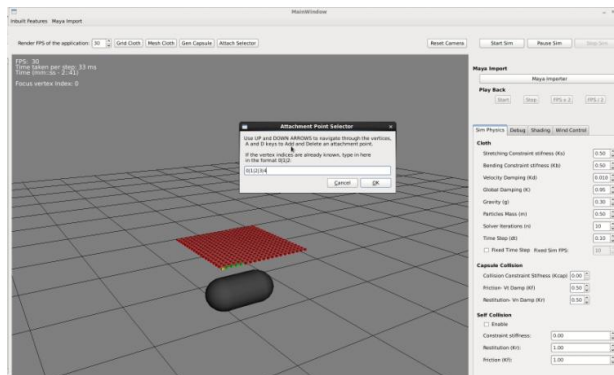 MainWindow
Inbuilt Features Maya Import
Render FPS of the application: 30 Grid Cloth Mesh Cloth Gen Capsule Attach Selector Reset Camera Start Sim Pause Sim Stop Sim
FPS: 30
Time taken per step: 33 ms
Time (mm:ss - 2:41)
Focus vertex index: 0
Maya Import
Maya Importer
Play Back
Start Stop FPS x 2 FPS / 2
Attachment Point Selector
Use UP and DOWN ARROWS to navigate through the vertices,
A and D keys to Add and Delete an attachment point.
If the vertex indices are already known, type in here
in the format 0|1|2
0|1|2|3|4
Cancel OK
Sim Physics Debug Shading Wind Control
Cloth
Stretching Constraint stifness (Ks) 0.50
Bending Constraint stifness (Kb) 0.50
Velocity Damping (Kd) 0.010
Global Damping (K) 0.00
Gravity (g) 0.30
Particles Mass (m) 0.50
Solver Iterations (n) 10
Time Step (dt) 0.10
Fixed Time Step Fixed Sim FPS: 33
Capsule Collision
Collision Constraint Stiffness (Kcap) 0.00
Friction- Vt Damp (Kf) 0.50
Restitution- Vn Damp (Kr) 0.50
Self Collision
Enable
Constraint stiffness: 0.00
Restitution (Kr): 1.00
Friction (Kf): 1.00